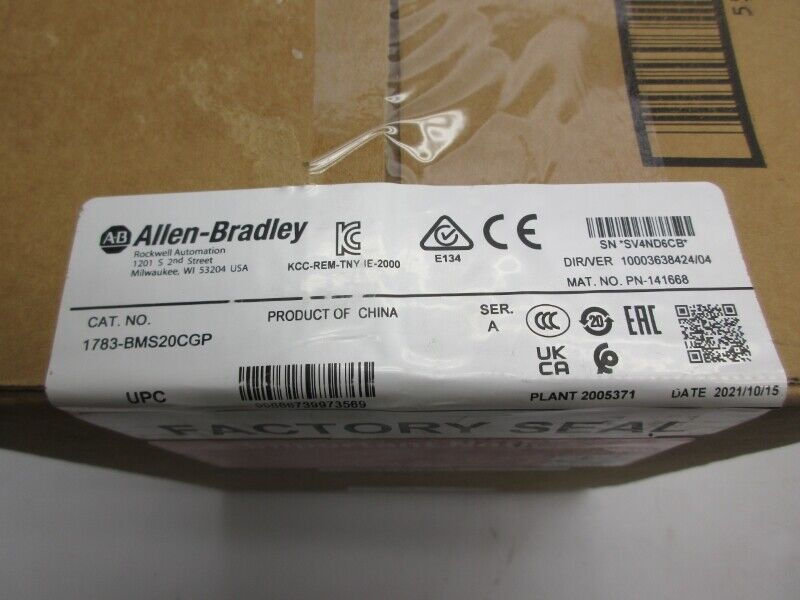 AB Allen-Bradley
Rockwell Automation
1201 S 2nd Street
Milwaukee, WI 53204 USA
KCC-REM-TNY IE-2000
E134
CE
SN *SV4ND6CB*
DIR/VER 10003638424/04
MAT. NO. PN-141668
CAT. NO.
1783-BMS20CGP
PRODUCT OF CHINA
SER.
A
CCC
20
EAC
UK
CA
UPC
PLANT 2005371
DATE 2021/10/15
FACTORY SEAL